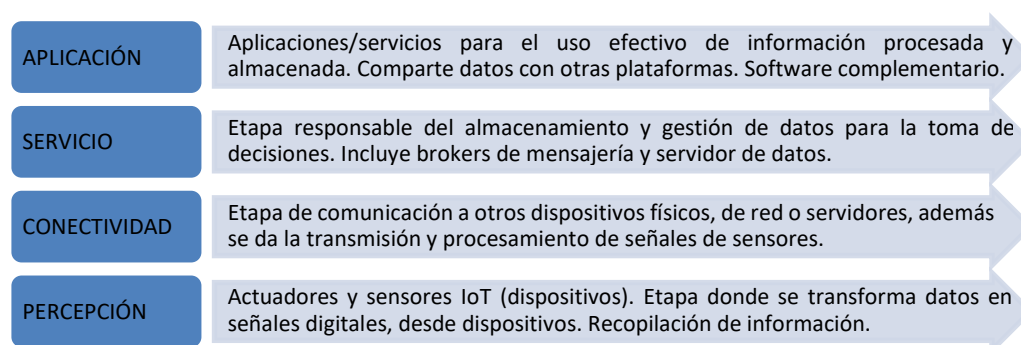 APLICACIÓN
Aplicaciones/servicios para el uso efectivo de información procesada y
almacenada. Comparte datos con otras plataformas. Software complementario.
SERVICIO
Etapa responsable del almacenamiento y gestión de datos para la toma de
decisiones. Incluye brokers de mensajería y servidor de datos.
CONECTIVIDAD
Etapa de comunicación a otros dispositivos físicos, de red o servidores, además
se da la transmisión y procesamiento de señales de sensores.
PERCEPCIÓN
Actuadores y sensores IoT (dispositivos). Etapa donde se transforma datos en
señales digitales, desde dispositivos. Recopilación de información.